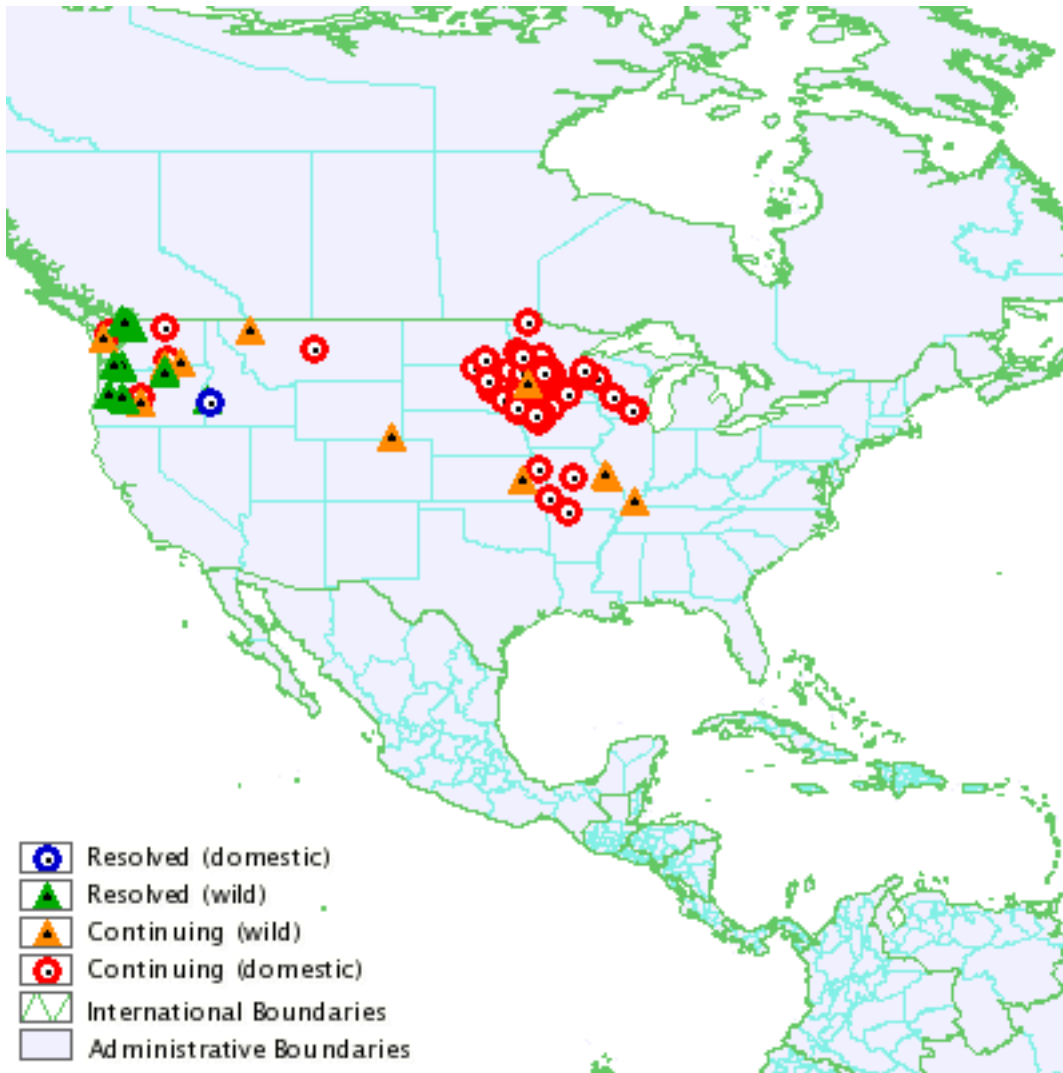 Resolved (domestic)
Resolved (wild)
Continuing (wild)
Continuing (domestic)
International Boundaries
Administrative Boundaries